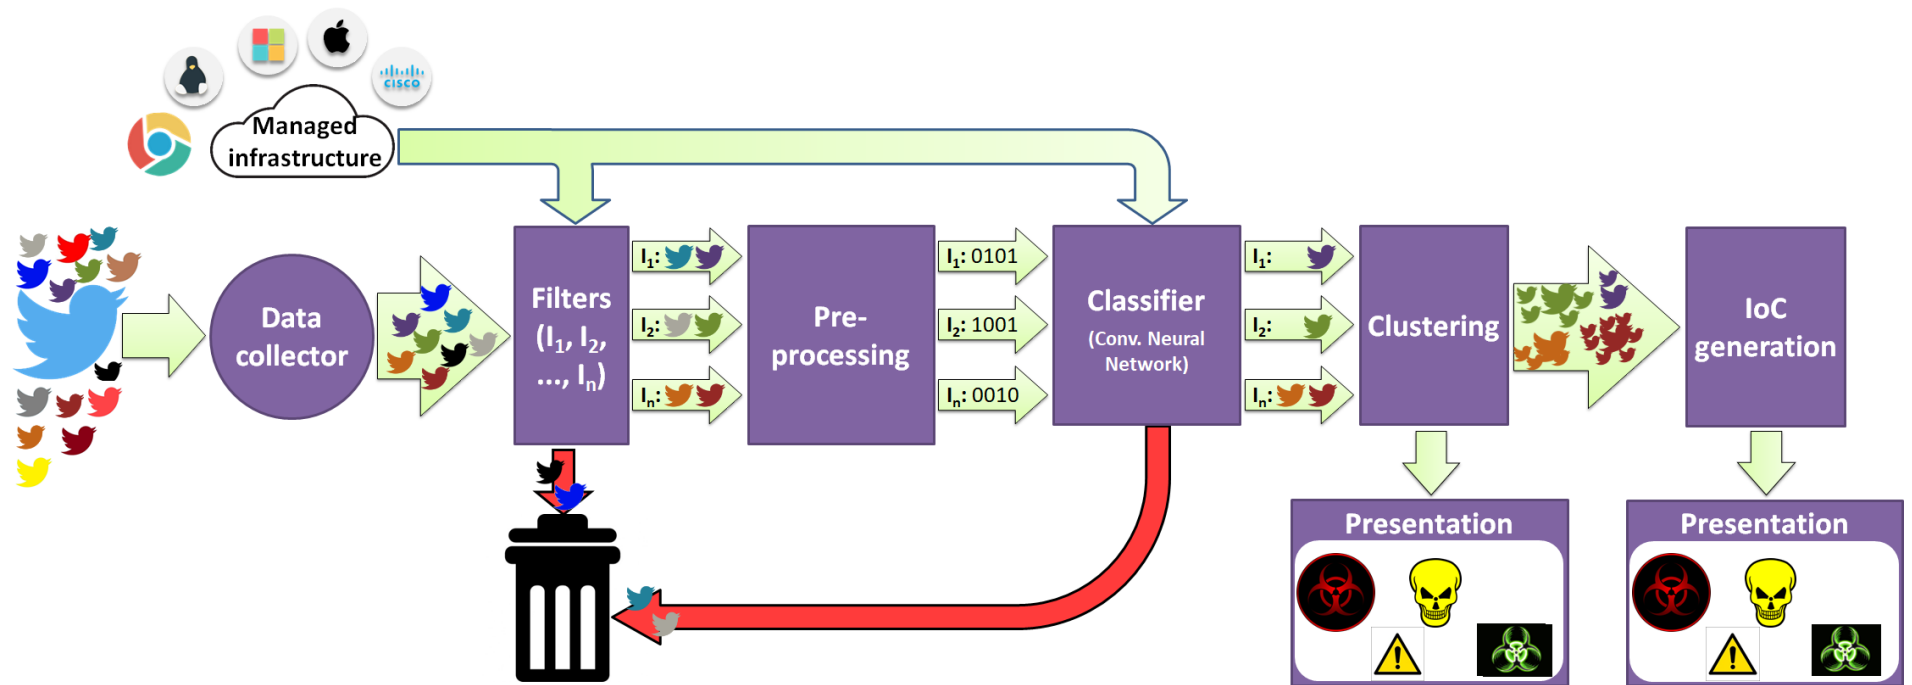 CISCO
Managed
infrastructure
Data
collector
Filters
(I1, I2,
..., In)
I1:
I2:
In:
Pre-
processing
I1: 0101
I2: 1001
In: 0010
Classifier
(Conv. Neural
Network)
I1:
I2:
In:
Clustering
IoC
generation
Presentation
Presentation